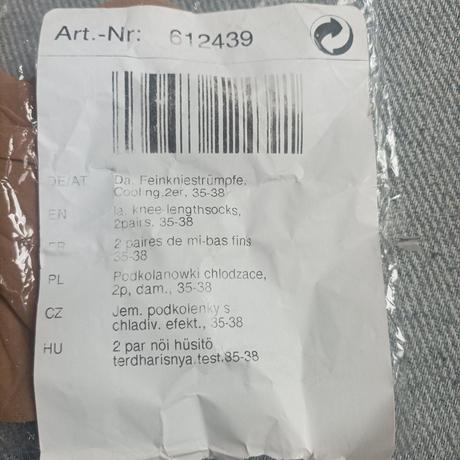 Art.-Nr: 612439
DE/AT Da. Feinkniestrümpfe,
Cooling.2er, 35-38
EN la. knee-lengthsocks,
2pairs. 35-38
FR 2 paires de mi-bas fins
35-38
PL Podkolanowki chlodzace,
2p, dam., 35-38
CZ Jem. podkolenky s
chladiv. efekt., 35-38
HU 2 par nöi hüsitö
terdharisnya.test.35-38